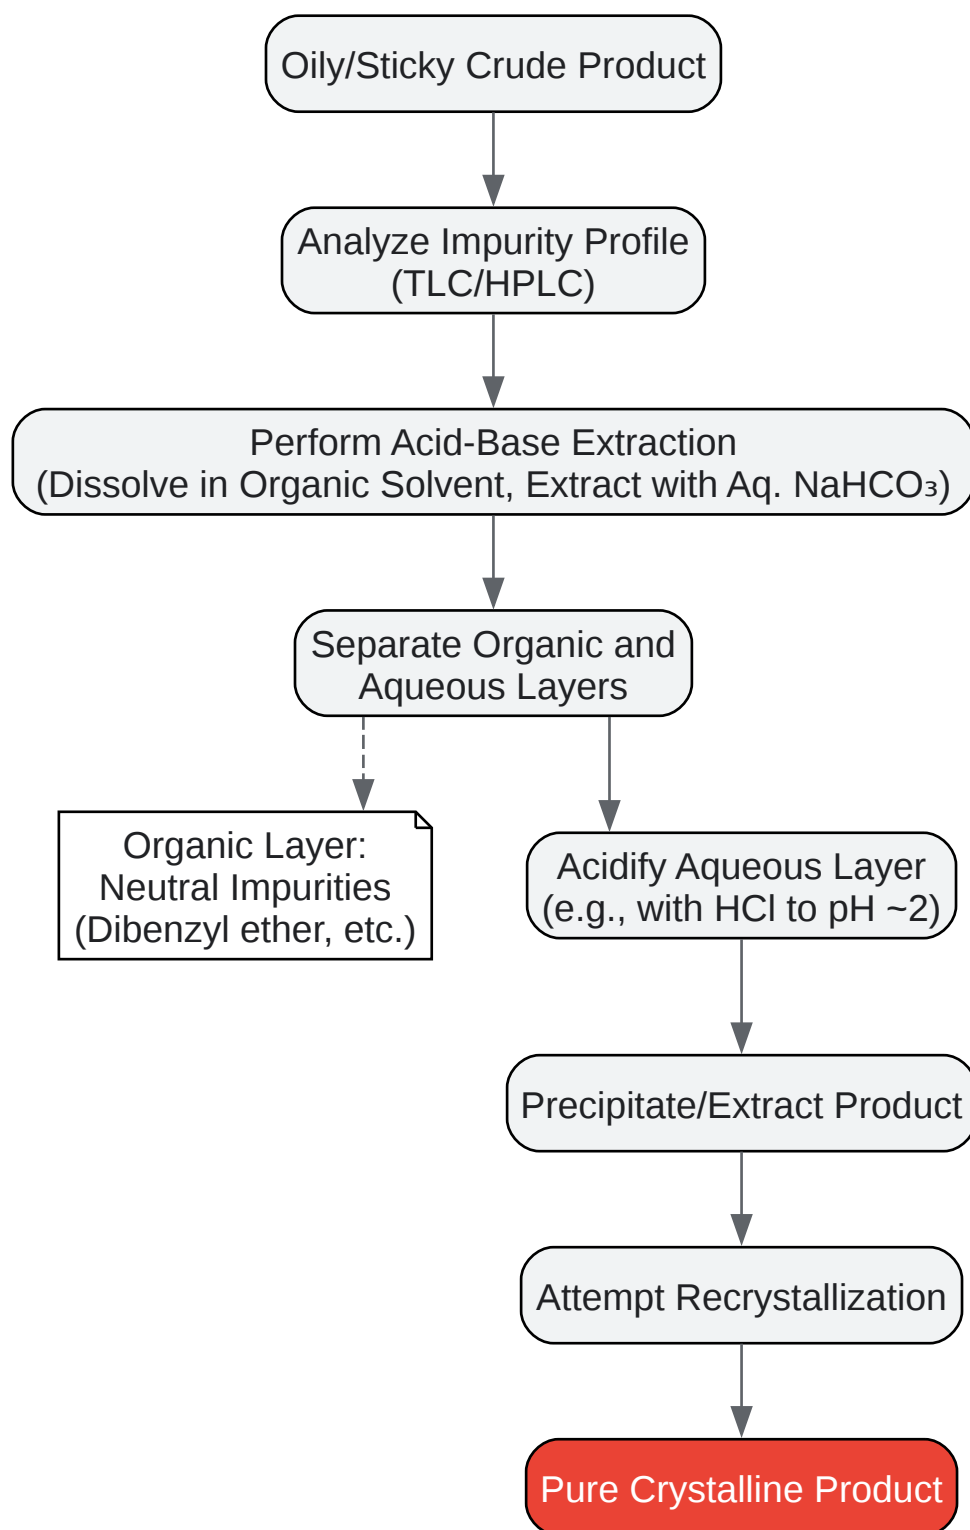 Oily/Sticky Crude Product
Analyze Impurity Profile
(TLC/HPLC)
Perform Acid-Base Extraction
(Dissolve in Organic Solvent, Extract with Aq. NaHCO₃)
Separate Organic and
Aqueous Layers
Organic Layer:
Neutral Impurities
(Dibenzyl ether, etc.)
Acidify Aqueous Layer
(e.g., with HCl to pH ~2)
Precipitate/Extract Product
Attempt Recrystallization
Pure Crystalline Product